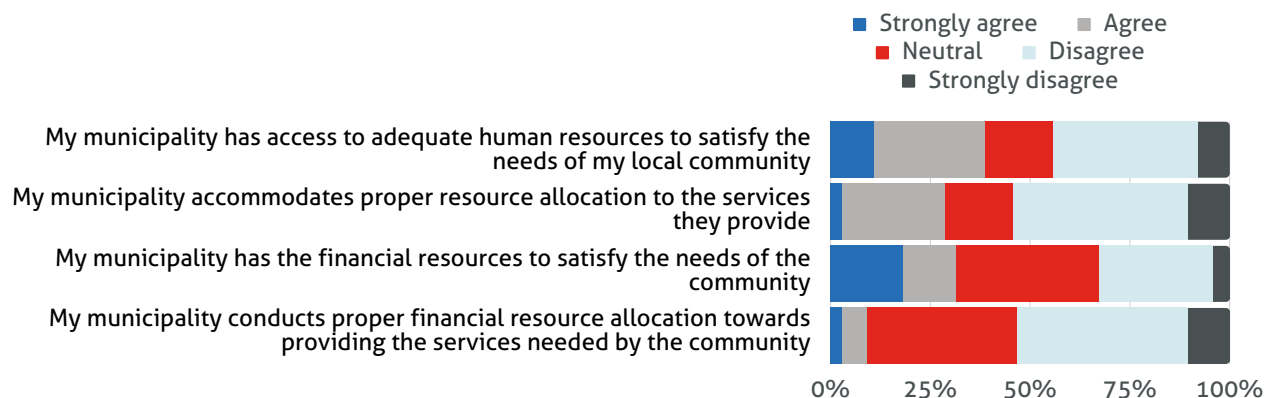 Strongly agree Agree
Neutral Disagree
Strongly disagree
My municipality has access to adequate human resources to satisfy the
needs of my local community
My municipality accommodates proper resource allocation to the services
they provide
My municipality has the financial resources to satisfy the needs of the
community
My municipality conducts proper financial resource allocation towards
providing the services needed by the community
0% 25% 50% 75% 100%